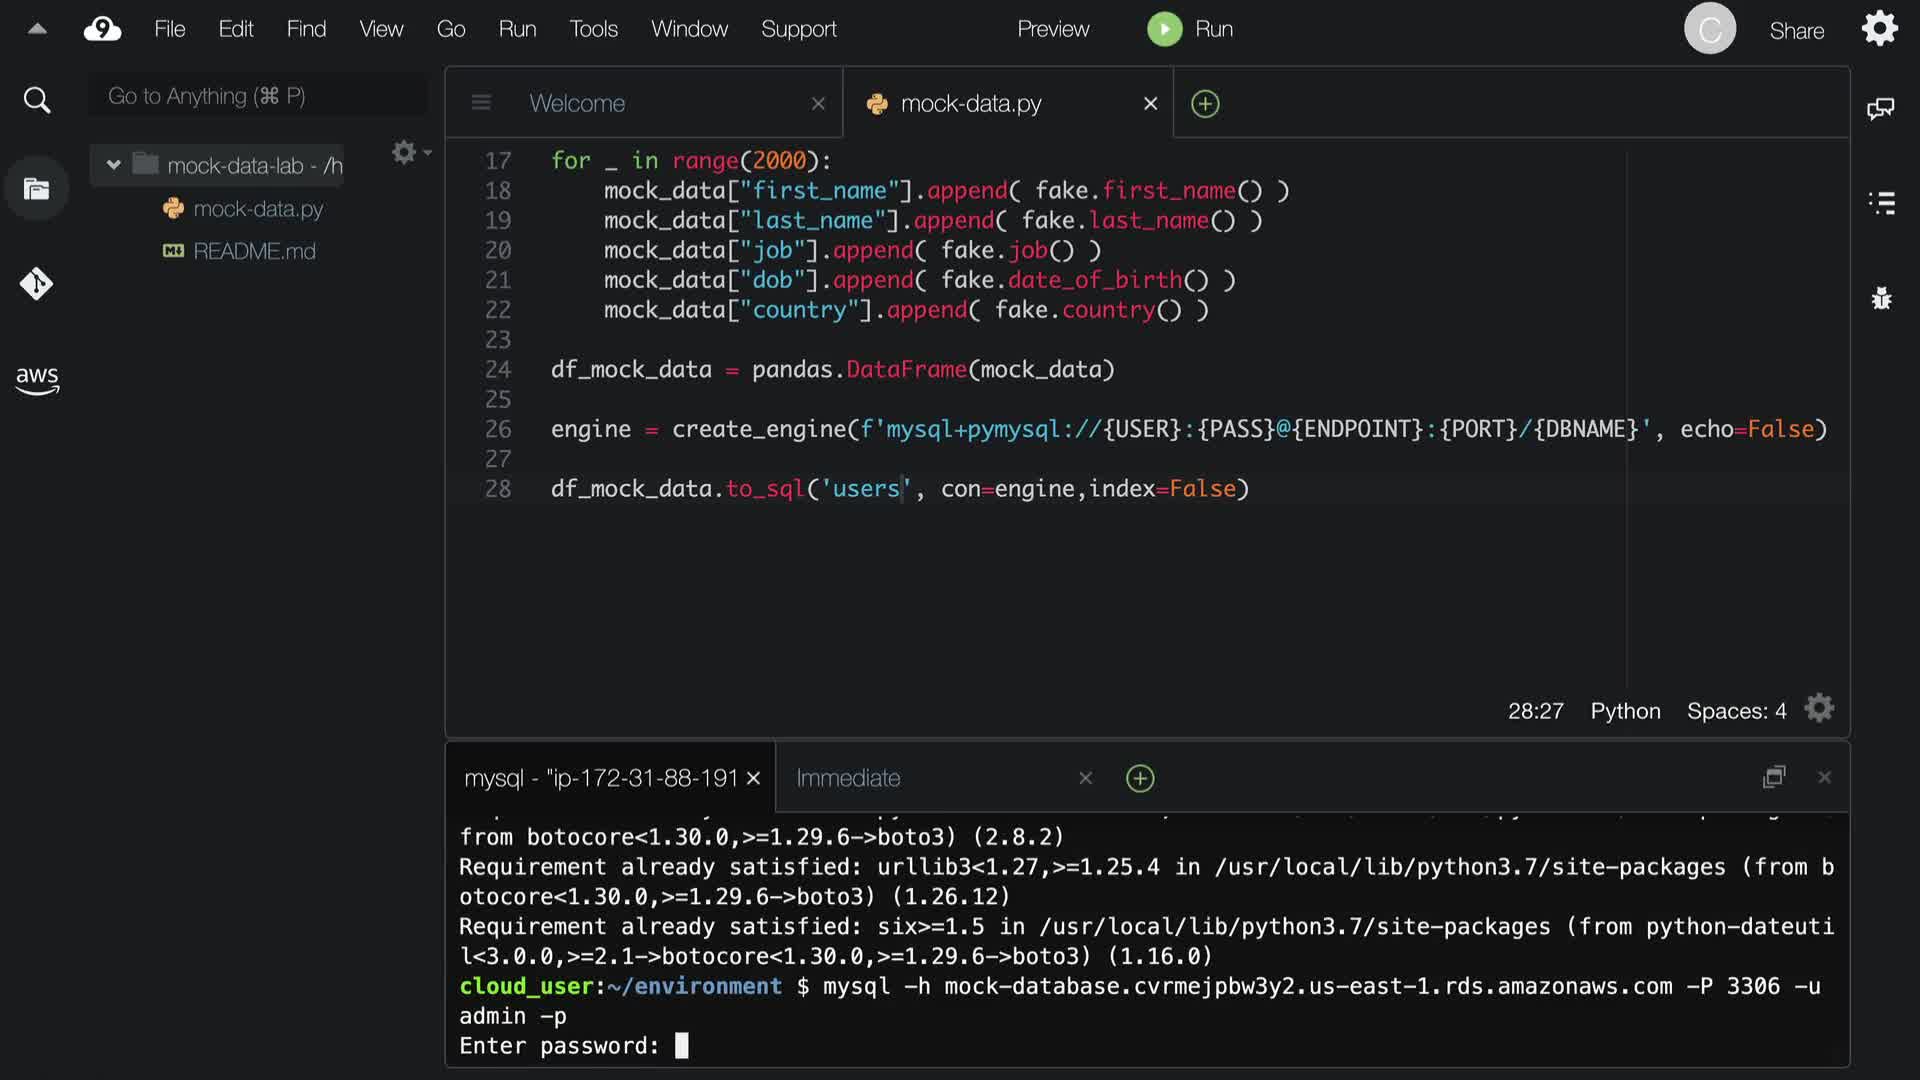 File Edit Find View Go Run Tools Window Support Preview Run C Share
Go to Anything (⌘ P)
mock-data-lab - /h
mock-data.py
README.md
aws
Welcome
mock-data.py
17 for _ in range(2000):
18 mock_data["first_name"].append( fake.first_name() )
19 mock_data["last_name"].append( fake.last_name() )
20 mock_data["job"].append( fake.job() )
21 mock_data["dob"].append( fake.date_of_birth() )
22 mock_data["country"].append( fake.country() )
23
24 df_mock_data = pandas.DataFrame(mock_data)
25
26 engine = create_engine(f'mysql+pymysql://{USER}:{PASS}@{ENDPOINT}:{PORT}/{DBNAME}', echo=False)
27
28 df_mock_data.to_sql('users', con=engine,index=False)
28:27 Python Spaces: 4
mysql - "ip-172-31-88-191
Immediate
from botocore<1.30.0,>=1.29.6->boto3) (2.8.2)
Requirement already satisfied: urllib3<1.27,>=1.25.4 in /usr/local/lib/python3.7/site-packages (from b
otocore<1.30.0,>=1.29.6->boto3) (1.26.12)
Requirement already satisfied: six>=1.5 in /usr/local/lib/python3.7/site-packages (from python-dateuti
l<3.0.0,>=2.1->botocore<1.30.0,>=1.29.6->boto3) (1.16.0)
cloud_user:~/environment $ mysql -h mock-database.cvrmejpbw3y2.us-east-1.rds.amazonaws.com -P 3306 -u
admin -p
Enter password: